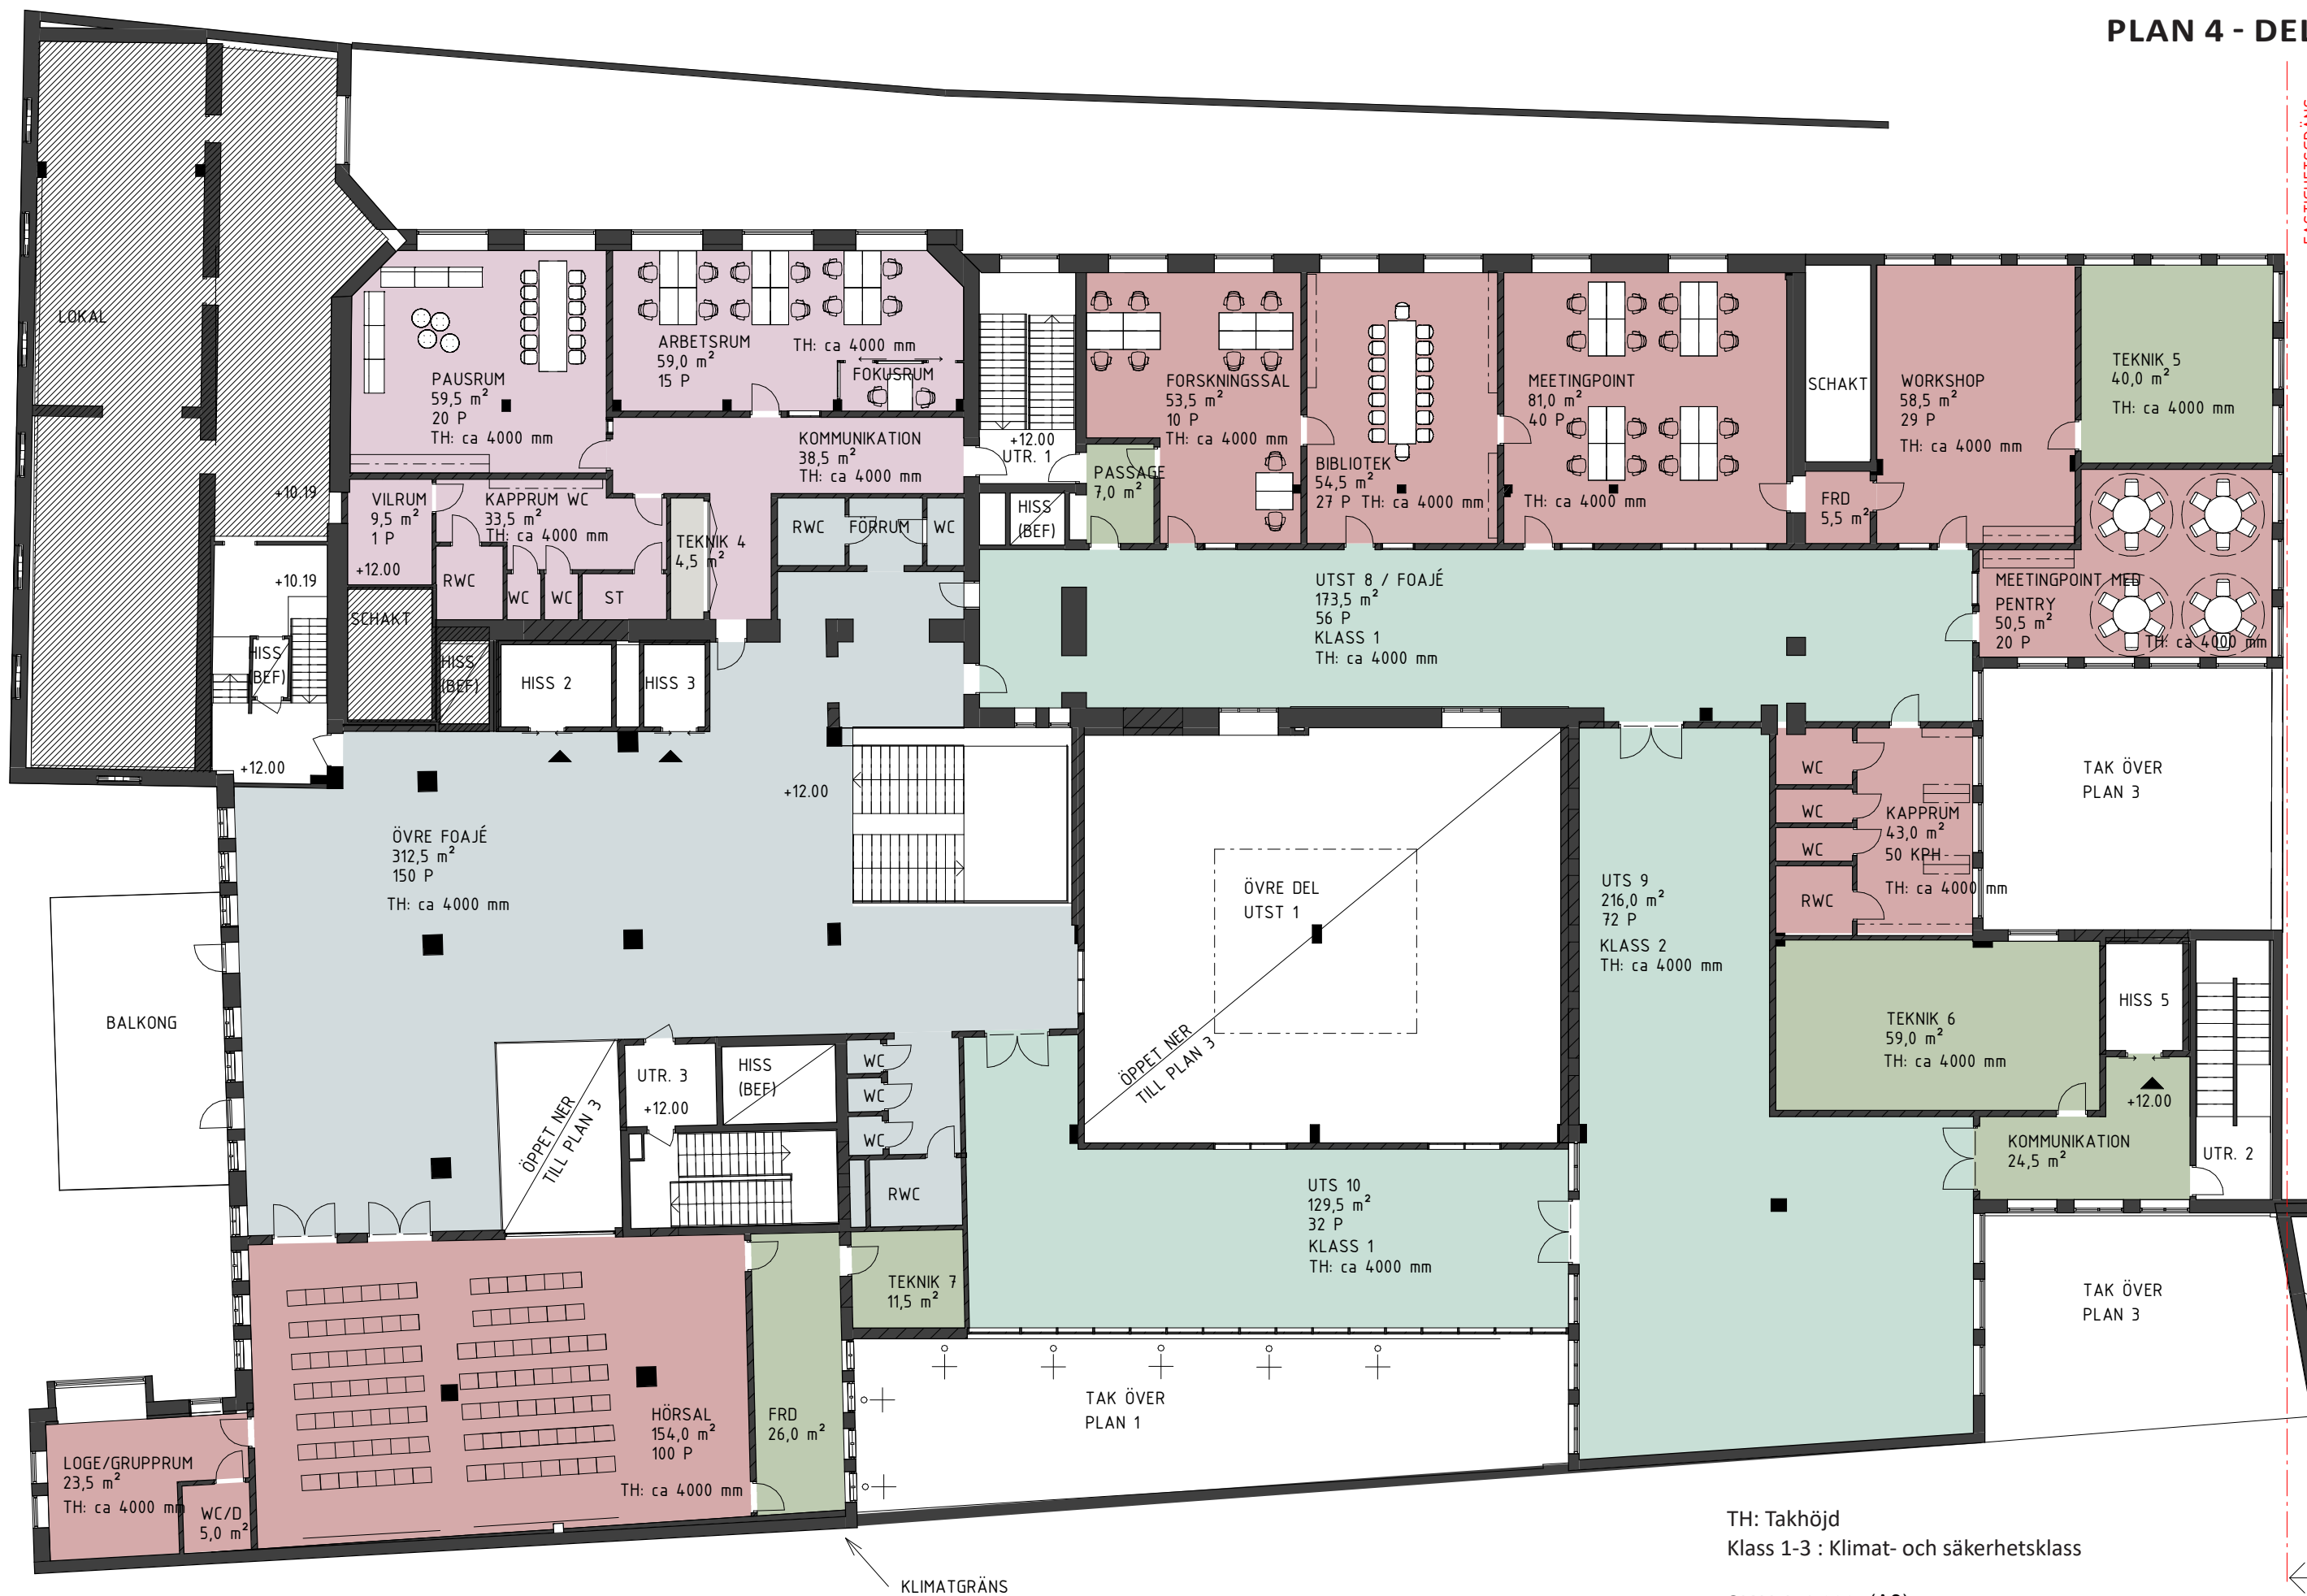 PLAN 4 - DEL
LOKAL
+10.19
+10.19
+12.00
HISS
(BEF)
SCHAKT
PAUSRUM
59,5 m²
20 P
TH: ca 4000 mm
ARBETSRUM
59,0 m²
15 P
TH: ca 4000 mm
FOKUSRUM
KOMMUNIKATION
38,5 m²
TH: ca 4000 mm
VILRUM
9,5 m²
1 P
+12.00
KAPPRUM WC
33,5 m²
TH: ca 4000 mm
RWC
WC
WC
ST
TEKNIK 4
4,5 m²
RWC
FÖRRUM
WC
HISS
(BEF)
HISS 2
HISS 3
+12.00
UTR. 1
HISS
(BEF)
PASSAGE
7,0 m²
FORSKNINGSSAL
53,5 m²
10 P
TH: ca 4000 mm
BIBLIOTEK
54,5 m²
27 P TH: ca 4000 mm
MEETINGPOINT
81,0 m²
40 P
TH: ca 4000 mm
SCHAKT
FRD
5,5 m²
WORKSHOP
58,5 m²
29 P
TH: ca 4000 mm
TEKNIK 5
40,0 m²
TH: ca 4000 mm
MEETINGPOINT MED
PENTRY
50,5 m²
20 P
TH: ca 4000 mm
UTST 8 / FOAJÉ
173,5 m²
56 P
KLASS 1
TH: ca 4000 mm
ÖVRE FOAJÉ
312,5 m²
150 P
TH: ca 4000 mm
+12.00
BALKONG
ÖVRE DEL
UTST 1
ÖPPET NER
TILL PLAN 3
UTS 9
216,0 m²
72 P
KLASS 2
TH: ca 4000 mm
WC
WC
WC
RWC
KAPPRUM
43,0 m²
50 KPH
TH: ca 4000 mm
TAK ÖVER
PLAN 3
TEKNIK 6
59,0 m²
TH: ca 4000 mm
HISS 5
+12.00
KOMMUNIKATION
24,5 m²
UTR. 2
ÖPPET NER
TILL PLAN 3
UTR. 3
+12.00
HISS
(BEF)
WC
WC
WC
RWC
UTS 10
129,5 m²
32 P
KLASS 1
TH: ca 4000 mm
TEKNIK 7
11,5 m²
TAK ÖVER
PLAN 3
HÖRSAL
154,0 m²
100 P
TH: ca 4000 mm
FRD
26,0 m²
TAK ÖVER
PLAN 1
LOGE/GRUPPRUM
23,5 m²
TH: ca 4000 mm
WC/D
5,0 m²
KLIMATGRÄNS
TH: Takhöjd
Klass 1-3 : Klimat- och säkerhetsklass